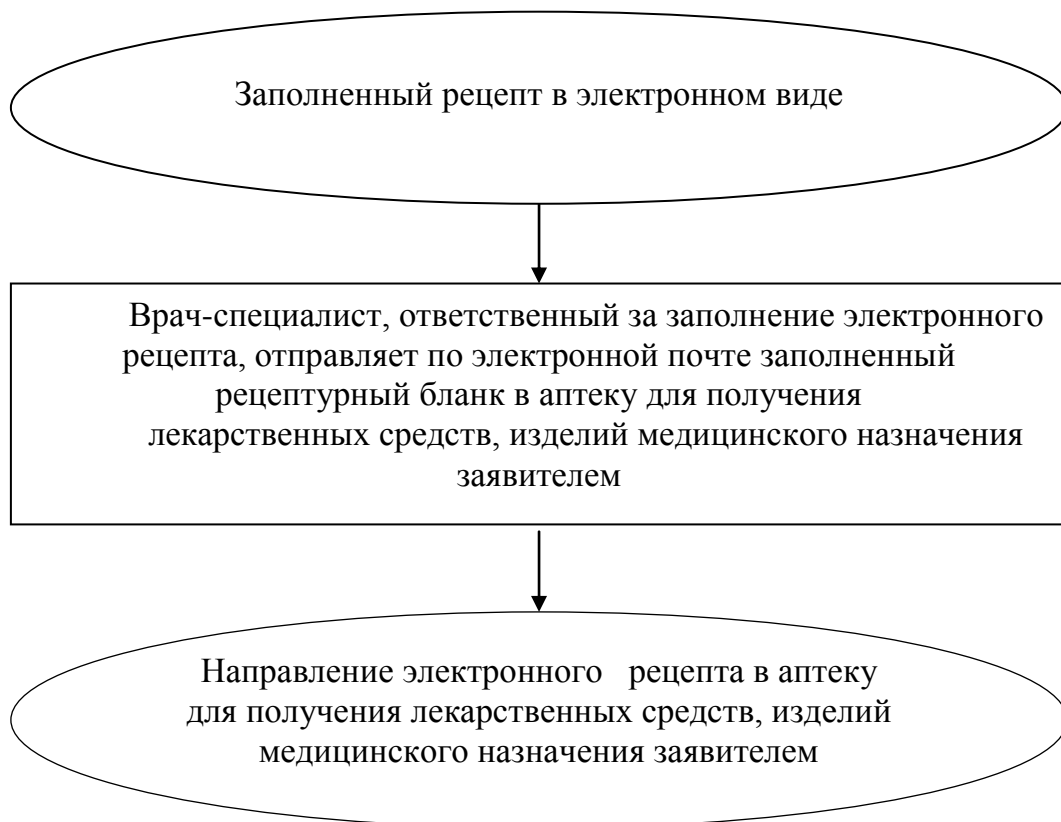 Заполненный рецепт в электронном виде
Врач-специалист, ответственный за заполнение электронного
рецепта, отправляет по электронной почте заполненный
рецептурный бланк в аптеку для получения
лекарственных средств, изделий медицинского назначения
заявителем
Направление электронного рецепта в аптеку
для получения лекарственных средств, изделий
медицинского назначения заявителем